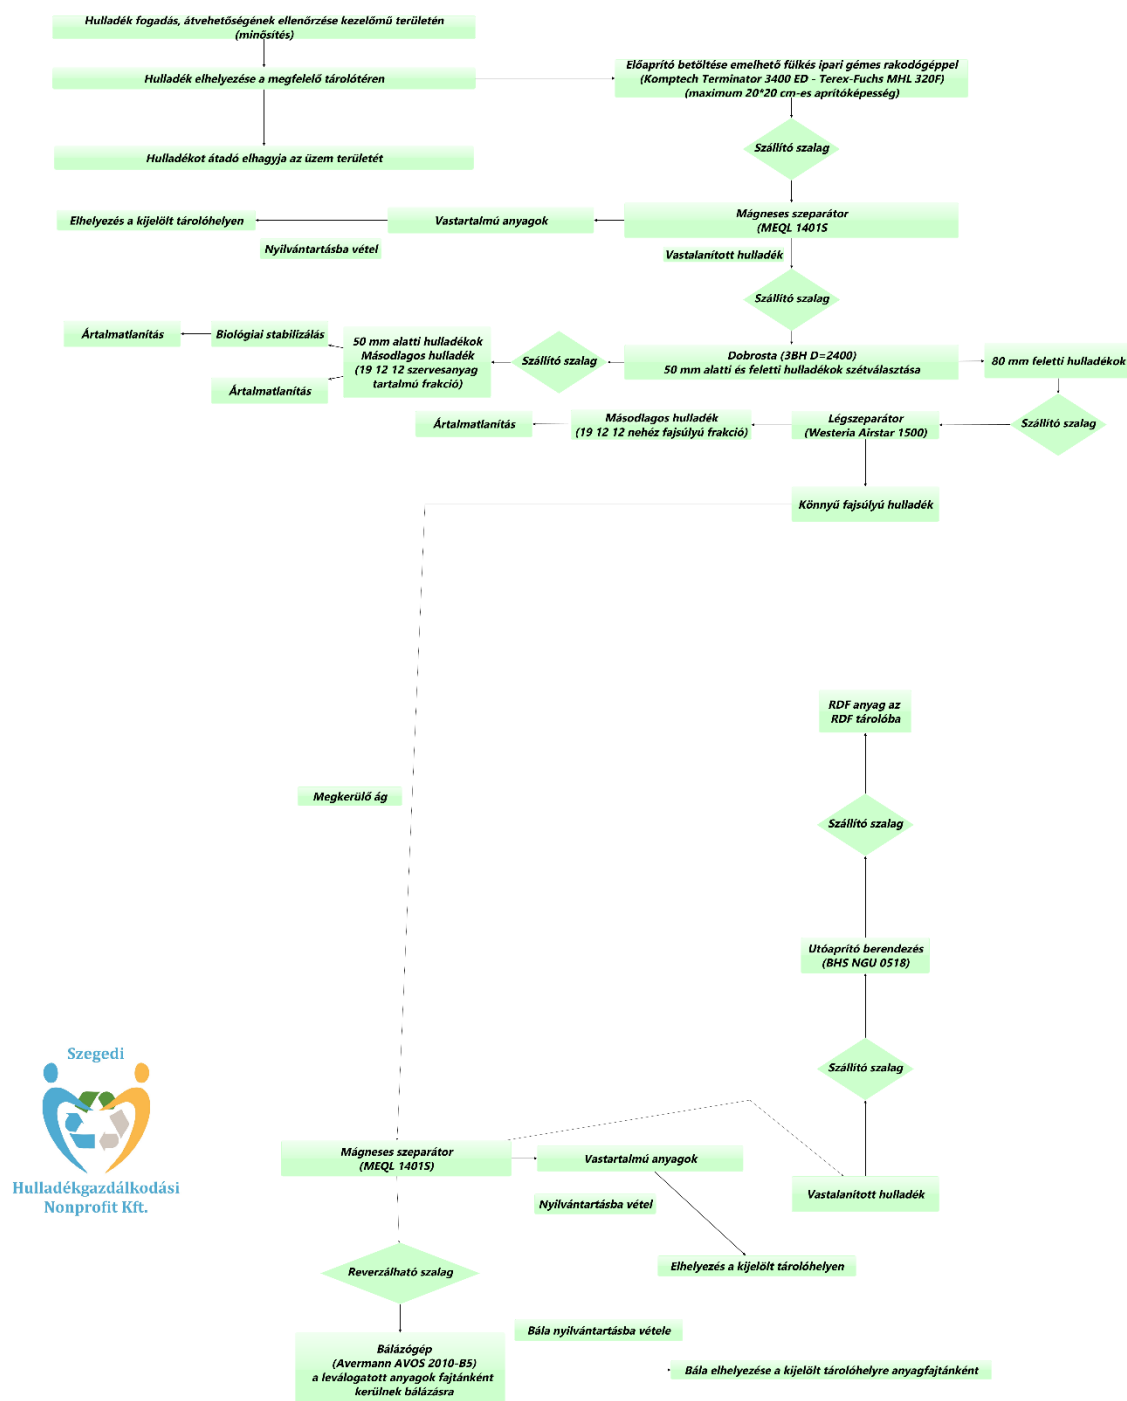 Hulladék fogadás, átvehetőségének ellenőrzése kezelőmű területén
(minősítés)
Hulladék elhelyezése a megfelelő tárolótéren
Előaprító betöltése emelhető fülkés ipari gémes rakodógéppel
(Komptech Terminator 3400 ED - Terex-Fuchs MHL 320F)
(maximum 20*20 cm-es aprítóképesség)
Hulladékot átadó elhagyja az üzem területét
Szállító szalag
Mágneses szeparátor
(MEQL 1401S
Vastartalmú anyagok
Elhelyezés a kijelölt tárolóhelyen
Nyilvántartásba vétel
Vastalanított hulladék
Szállító szalag
Dobrosta (3BH D=2400)
50 mm alatti és feletti hulladékok szétválasztása
80 mm feletti hulladékok
Szállító szalag
50 mm alatti hulladékok
Másodlagos hulladék
(19 12 12 szervesanyag
tartalmú frakció)
Biológiai stabilizálás
Ártalmatlanítás
Ártalmatlanítás
Szállító szalag
Légszeparátor
(Westeria Airstar 1500)
Másodlagos hulladék
(19 12 12 nehéz fajsúlyú frakció)
Ártalmatlanítás
Könnyű fajsúlyú hulladék
RDF anyag az
RDF tárolóba
Megkerülő ág
Szállító szalag
Utóaprító berendezés
(BHS NGU 0518)
Szállító szalag
Szegedi
Hulladékgazdálkodási
Nonprofit Kft.
Mágneses szeparátor
(MEQL 1401S)
Vastartalmú anyagok
Vastalanított hulladék
Nyilvántartásba vétel
Elhelyezés a kijelölt tárolóhelyen
Reverzálható szalag
Bála nyilvántartásba vétele
Bálázógép
(Avermann AVOS 2010-B5)
a leválogatott anyagok fajtánként
kerülnek bálázásra
Bála elhelyezése a kijelölt tárolóhelyre anyagfajtánként